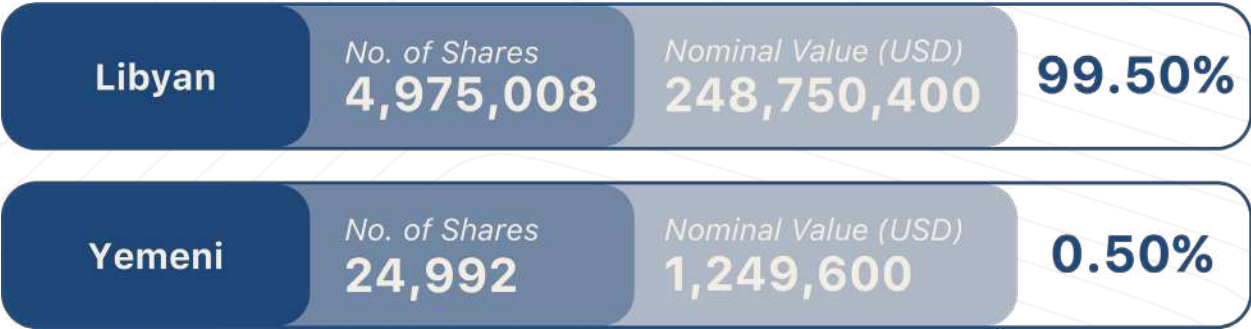 Libyan
No. of Shares
4,975,008
Nominal Value (USD)
248,750,400
99.50%
Yemeni
No. of Shares
24,992
Nominal Value (USD)
1,249,600
0.50%